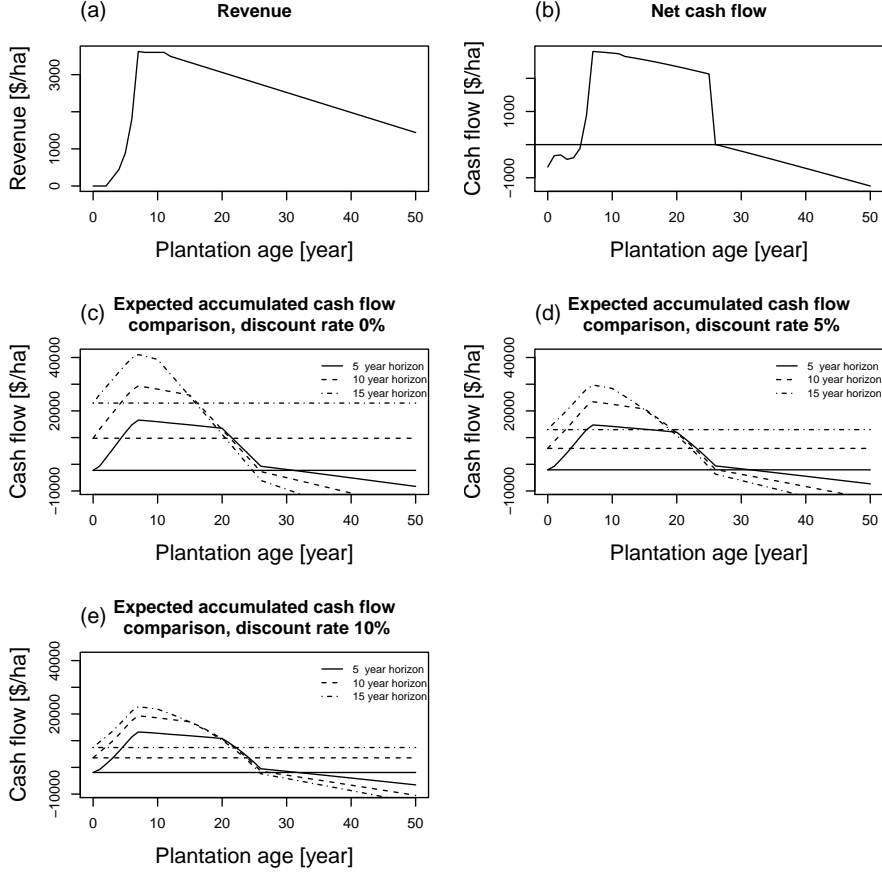 (a) Revenue
Revenue [$/ha]
0 1000 3000
0 10 20 30 40 50
Plantation age [year]
(b) Net cash flow
Cash flow [$/ha]
−1000 1000
0 10 20 30 40 50
Plantation age [year]
(c) Expected accumulated cash flow
comparison, discount rate 0%
Cash flow [$/ha]
−10000 20000 40000
5 year horizon
10 year horizon
15 year horizon
0 10 20 30 40 50
Plantation age [year]
(d) Expected accumulated cash flow
comparison, discount rate 5%
Cash flow [$/ha]
−10000 20000 40000
5 year horizon
10 year horizon
15 year horizon
0 10 20 30 40 50
Plantation age [year]
(e) Expected accumulated cash flow
comparison, discount rate 10%
Cash flow [$/ha]
−10000 20000 40000
5 year horizon
10 year horizon
15 year horizon
0 10 20 30 40 50
Plantation age [year]